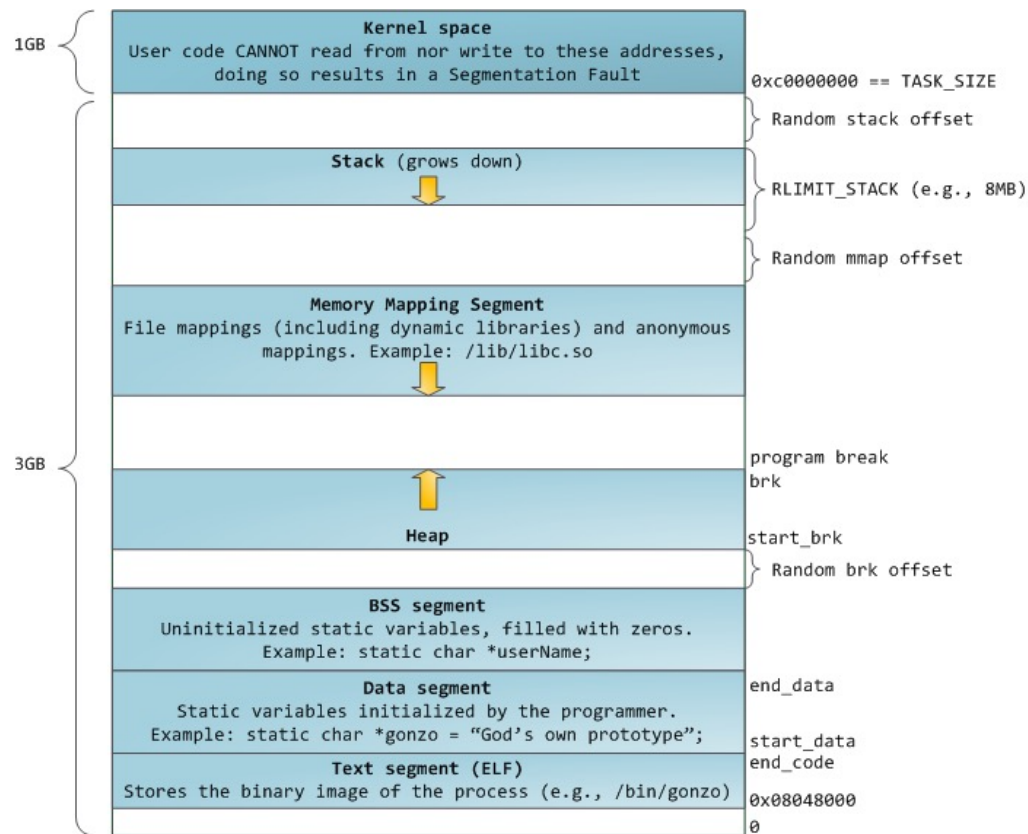 1GB
Kernel space
User code CANNOT read from nor write to these addresses,
doing so results in a Segmentation Fault
0xc0000000 == TASK_SIZE
Random stack offset
Stack (grows down)
RLIMIT_STACK (e.g., 8MB)
Random mmap offset
Memory Mapping Segment
File mappings (including dynamic libraries) and anonymous
mappings. Example: /lib/libc.so
3GB
program break
brk
Heap
start_brk
Random brk offset
BSS segment
Uninitialized static variables, filled with zeros.
Example: static char *userName;
Data segment
end_data
Static variables initialized by the programmer.
Example: static char *gonzo = “God’s own prototype”;
start_data
end_code
Text segment (ELF)
Stores the binary image of the process (e.g., /bin/gonzo)
0x08048000
0